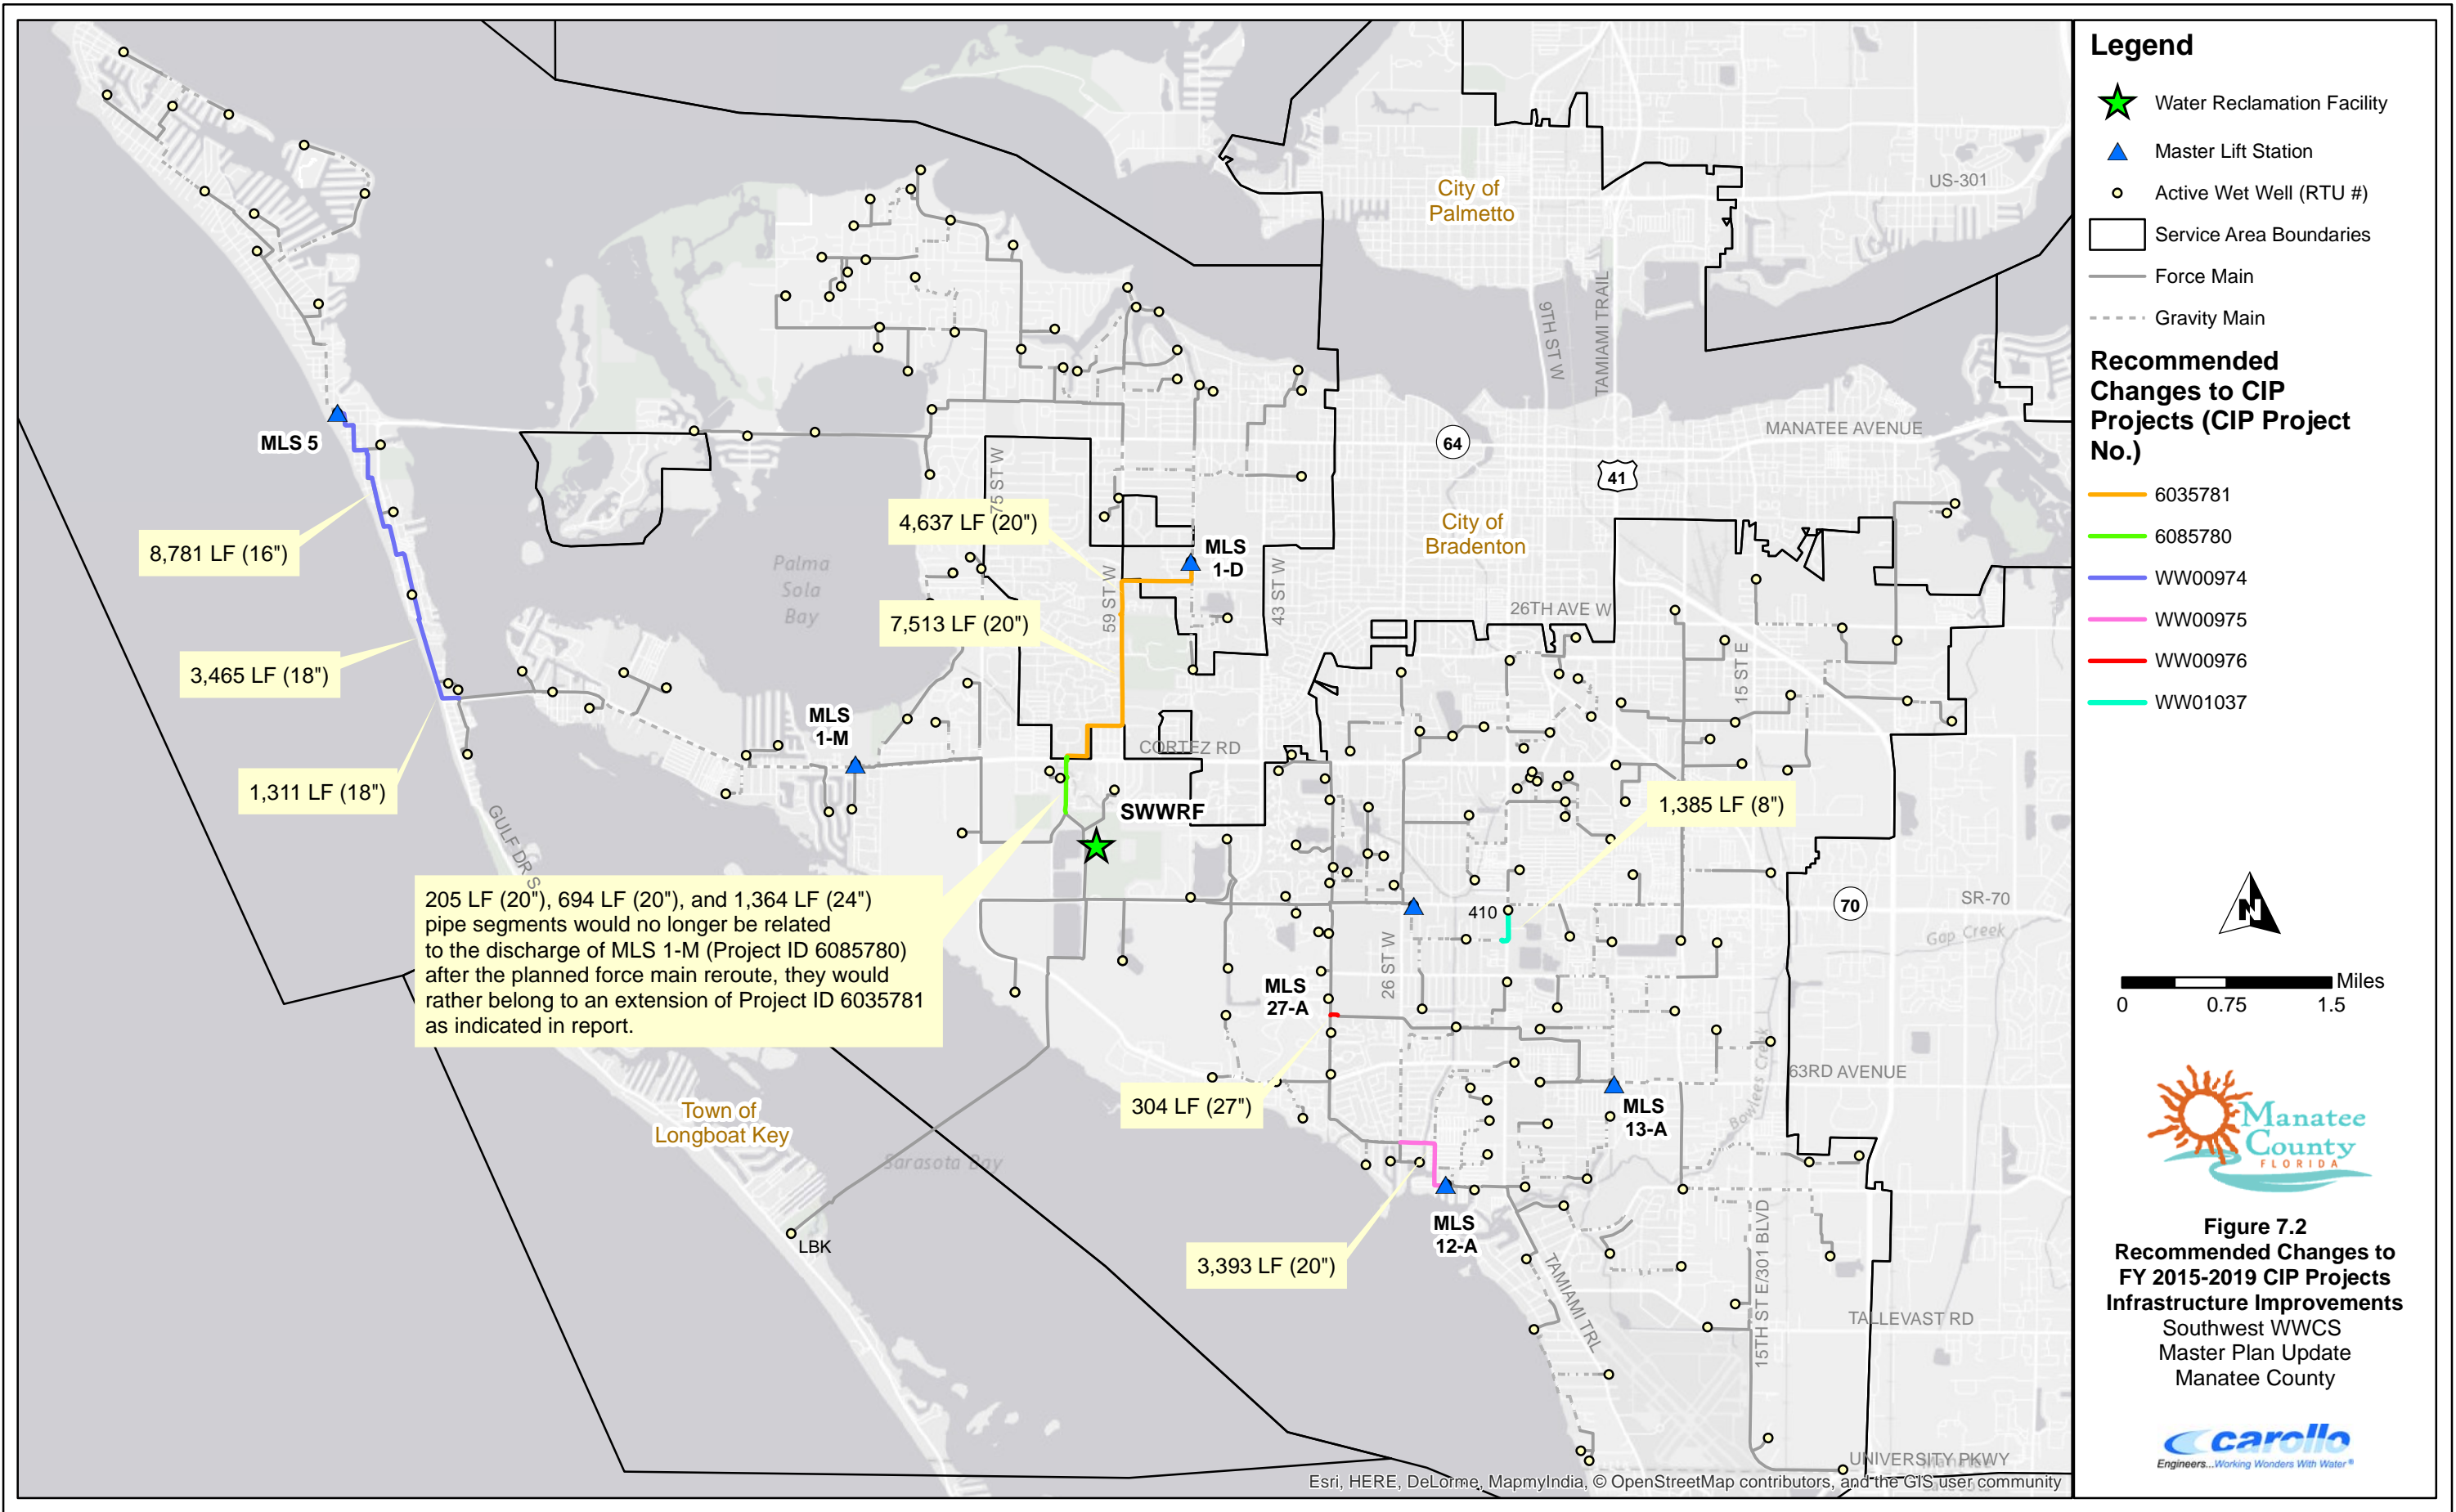 City of
Palmetto
US-301
9TH ST W
TAMIAMI TRAIL
MLS 5
64
MANATEE AVENUE
41
75 ST W
4,637 LF (20")
City of
Bradenton
8,781 LF (16")
MLS
1-D
Palma
Sola
Bay
59 ST W
43 ST W
7,513 LF (20")
26TH AVE W
3,465 LF (18")
15 ST E
MLS
1-M
CORTEZ RD
1,311 LF (18")
GULF DR S
SWWRF
1,385 LF (8")
205 LF (20"), 694 LF (20"), and 1,364 LF (24")
pipe segments would no longer be related
to the discharge of MLS 1-M (Project ID 6085780)
after the planned force main reroute, they would
rather belong to an extension of Project ID 6035781
as indicated in report.
410
70
SR-70
Gap Creek
26 ST W
MLS
27-A
Bowlees Creek
63RD AVENUE
304 LF (27")
MLS
13-A
Town of
Longboat Key
Sarasota Bay
LBK
MLS
12-A
3,393 LF (20")
TAMIAMI TRL
15TH ST E/301 BLVD
TALLEVAST RD
UNIVERSITY PKWY
Esri, HERE, DeLorme, MapmyIndia, © OpenStreetMap contributors, and the GIS user community
Legend
Water Reclamation Facility
Master Lift Station
Active Wet Well (RTU #)
Service Area Boundaries
Force Main
Gravity Main
Recommended
Changes to CIP
Projects (CIP Project
No.)
6035781
6085780
WW00974
WW00975
WW00976
WW01037
N
Miles
0 0.75 1.5
Manatee
County
FLORIDA
Figure 7.2
Recommended Changes to
FY 2015-2019 CIP Projects
Infrastructure Improvements
Southwest WWCS
Master Plan Update
Manatee County
carollo
Engineers...Working Wonders With Water®